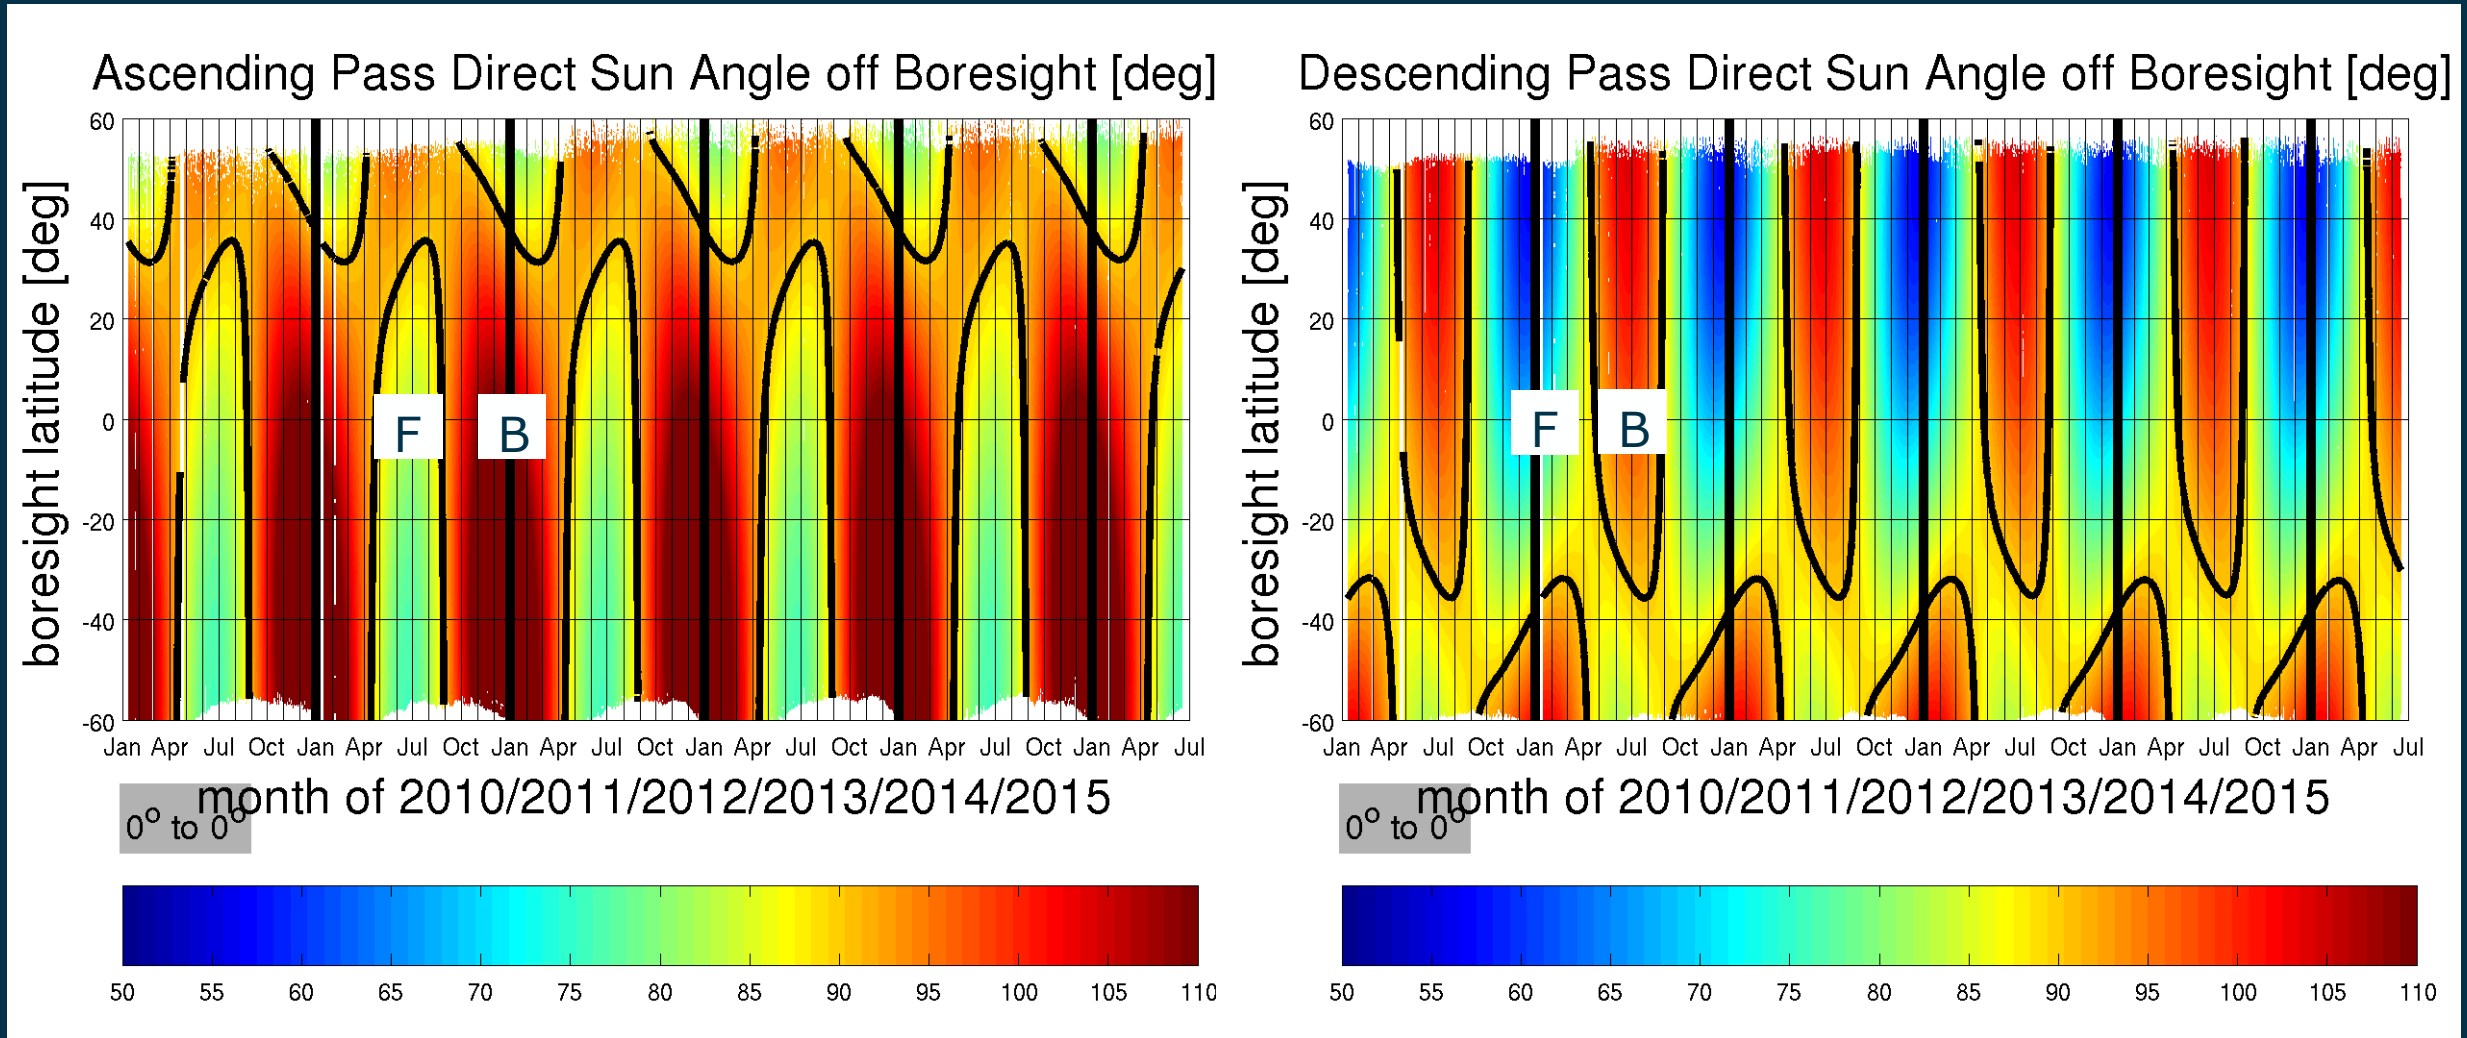 Ascending Pass Direct Sun Angle off Boresight [deg]
boresight latitude [deg]
60
40
20
0
-20
-40
-60
F
B
Jan Apr Jul Oct Jan Apr Jul Oct Jan Apr Jul Oct Jan Apr Jul Oct Jan Apr Jul Oct Jan Apr Jul
month of 2010/2011/2012/2013/2014/2015
0° to 0°
50 55 60 65 70 75 80 85 90 95 100 105 110
Descending Pass Direct Sun Angle off Boresight [deg]
boresight latitude [deg]
60
40
20
0
-20
-40
-60
F
B
Jan Apr Jul Oct Jan Apr Jul Oct Jan Apr Jul Oct Jan Apr Jul Oct Jan Apr Jul Oct Jan Apr Jul
month of 2010/2011/2012/2013/2014/2015
0° to 0°
50 55 60 65 70 75 80 85 90 95 100 105 110